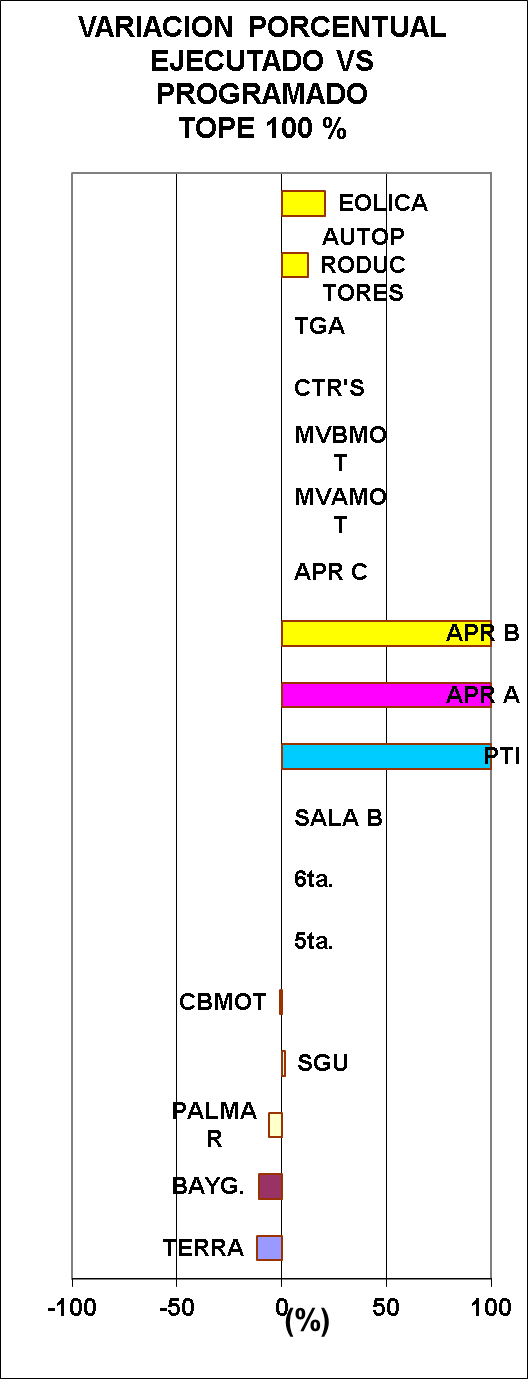 VARIACION PORCENTUAL
EJECUTADO VS
PROGRAMADO
TOPE 100 %
EOLICA
AUTOP
RODUC
TORES
TGA
CTR'S
MVBMO
T
MVAMO
T
APR C
APR B
APR A
PTI
SALA B
6ta.
5ta.
CBMOT
SGU
PALMA
R
BAYG.
TERRA
-100 -50 0 50 100
(%)